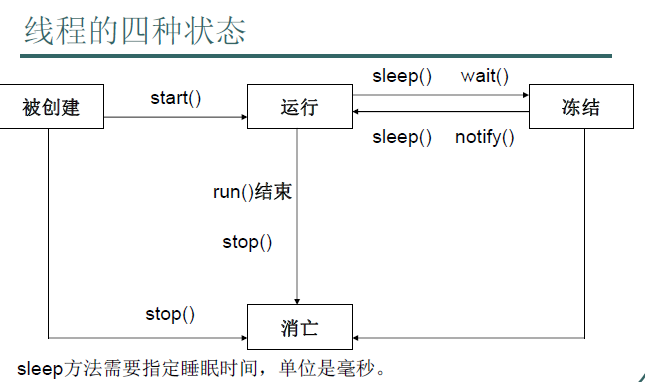 线程的四种状态
sleep() wait()
被创建 start() 运行 冻结
sleep() notify()
run()结束
stop()
stop() 消亡
sleep方法需要指定睡眠时间，单位是毫秒。